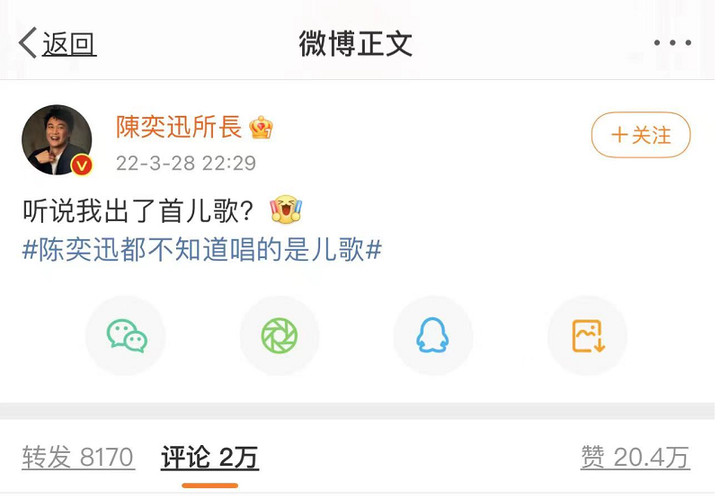 返回
微博正文
陳奕迅所長
+关注
22-3-28 22:29
听说我出了首儿歌？
#陈奕迅都不知道唱的是儿歌#
转发 8170 评论 2万 赞 20.4万